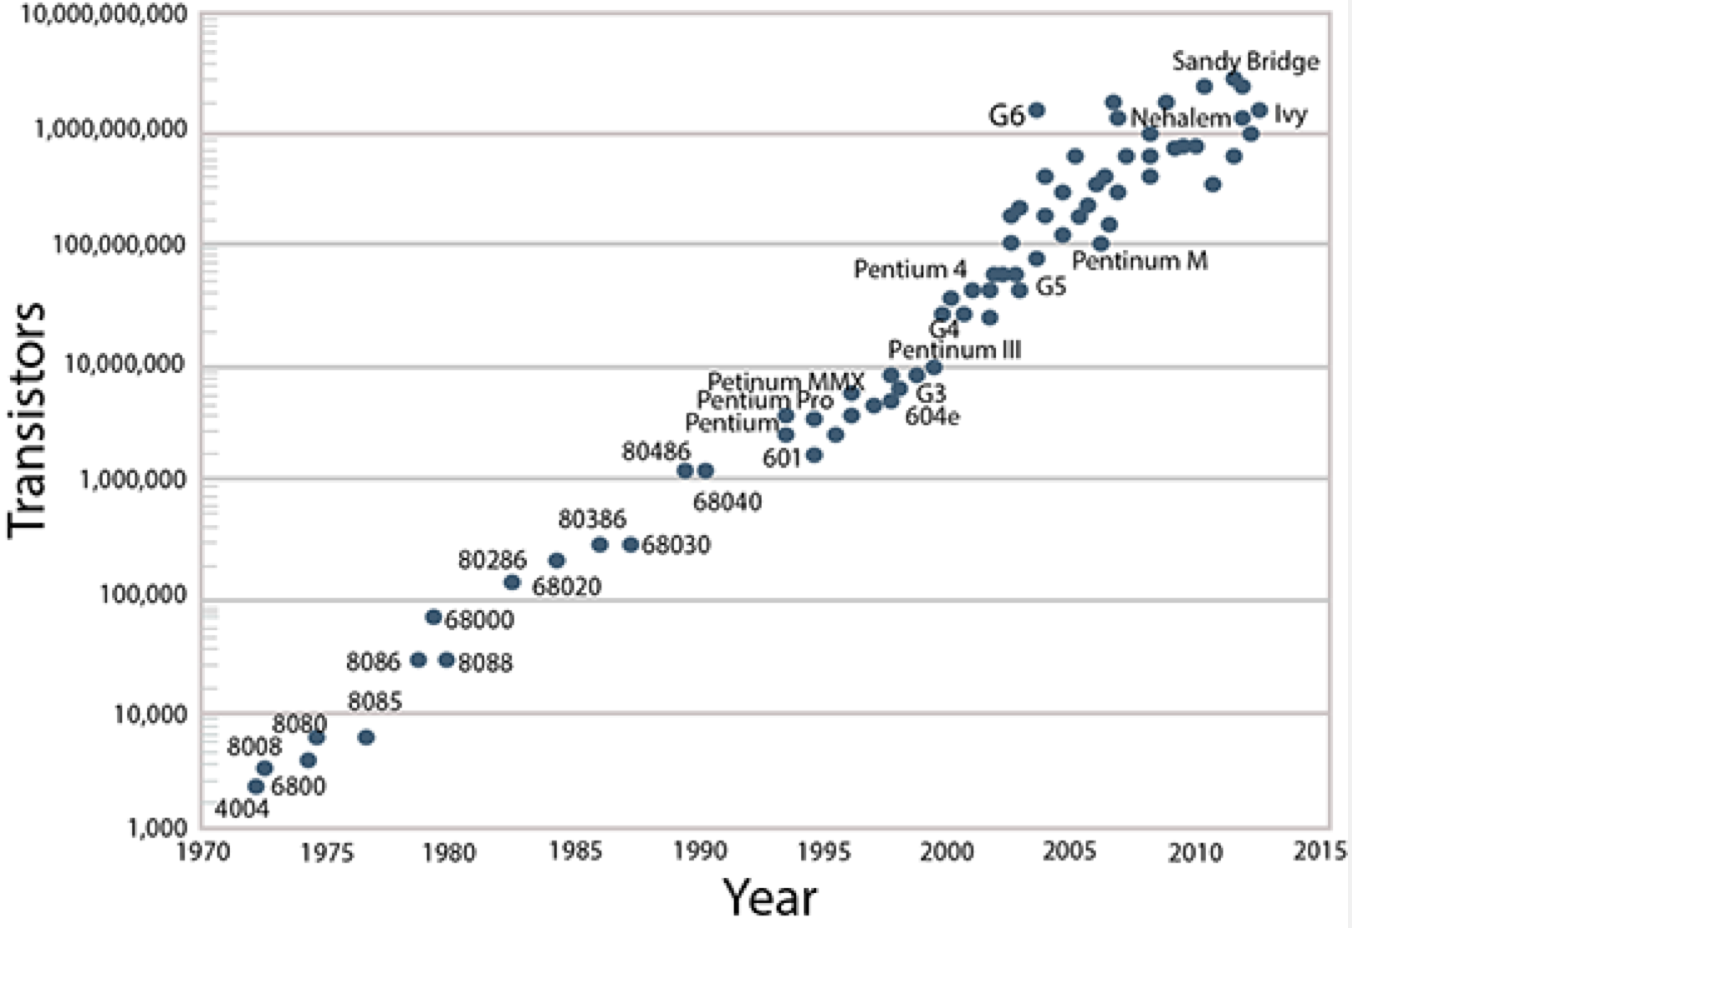 10,000,000,000
Sandy Bridge
G6
Nehalem
Ivy
1,000,000,000
100,000,000
Pentium 4
Pentinum M
G5
G4
Pentinum III
10,000,000
Petinum MMX
G3
Pentium Pro
604e
Pentium
80486
601
1,000,000
68040
80386
68030
80286
68020
100,000
68000
8086
8088
8085
10,000
8080
8008
6800
4004
1,000
Transistors
1970 1975 1980 1985 1990 1995 2000 2005 2010 2015
Year